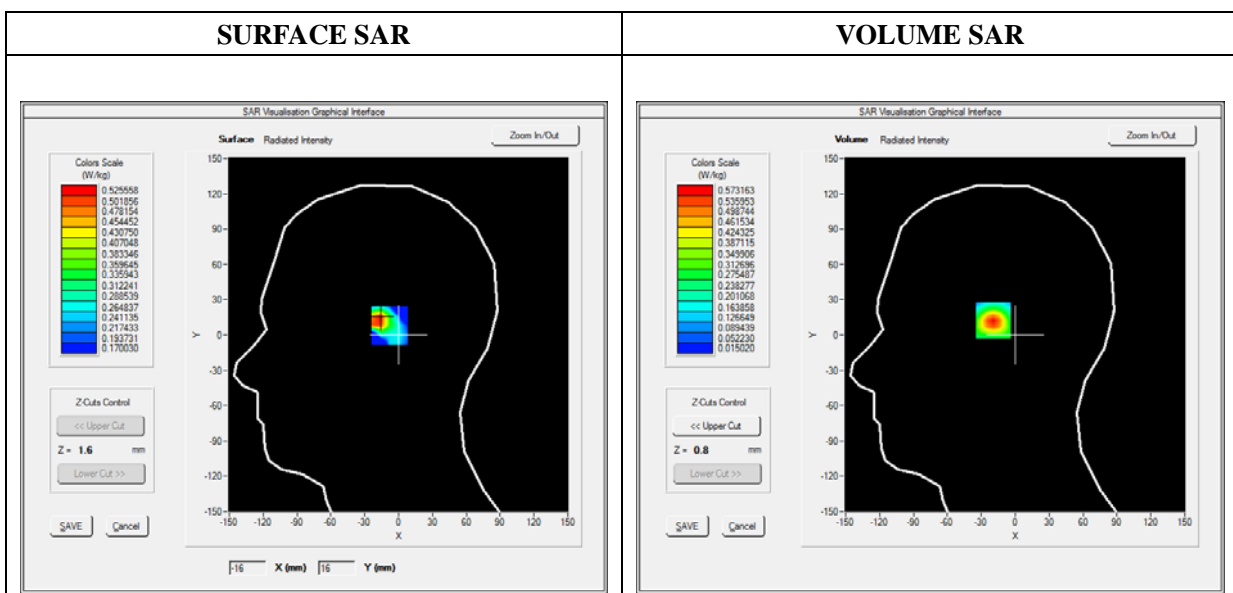 SURFACE SAR
VOLUME SAR
SAR Visualisation Graphical Interface
Surface Radiated Intensity
Zoom In/Out
Colors Scale
(W/kg)
0.525558
0.501856
0.478154
0.454452
0.430750
0.407048
0.383346
0.359645
0.335943
0.312241
0.288539
0.264837
0.241135
0.217433
0.193731
0.170030
Z-Cuts Control
<< Upper Cut
Z = 1.6 mm
Lower Cut >>
SAVE Cancel
150
120
90
60
30
0
-30
-60
-90
-120
-150
Y
-150 -120 -90 -60 -30 0 30 60 90 120 150
X
-16 X (mm) 16 Y (mm)
SAR Visualisation Graphical Interface
Volume Radiated Intensity
Zoom In/Out
Colors Scale
(W/kg)
0.573163
0.535953
0.498744
0.461534
0.424325
0.387115
0.349906
0.312696
0.275487
0.238277
0.201068
0.163858
0.126649
0.089439
0.052230
0.015020
Z-Cuts Control
<< Upper Cut
Z = 0.8 mm
Lower Cut >>
SAVE Cancel
150
120
90
60
30
0
-30
-60
-90
-120
-150
Y
-150 -120 -90 -60 -30 0 30 60 90 120 150
X